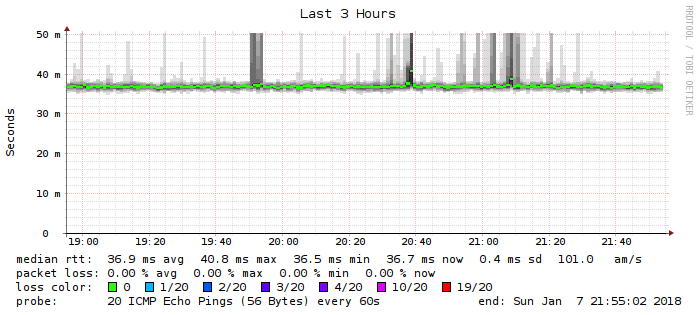 Last 3 Hours
RRDTOOL / TOBI OETIKER
Seconds
50 m
40 m
30 m
20 m
10 m
0
19:00 19:20 19:40 20:00 20:20 20:40 21:00 21:20 21:40
median rtt: 36.9 ms avg 40.8 ms max 36.5 ms min 36.7 ms now 0.4 ms sd 101.0 am/s
packet loss: 0.00 % avg 0.00 % max 0.00 % min 0.00 % now
loss color: 0 1/20 2/20 3/20 4/20 10/20 19/20
probe: 20 ICMP Echo Pings (56 Bytes) every 60s end: Sun Jan 7 21:55:02 2018